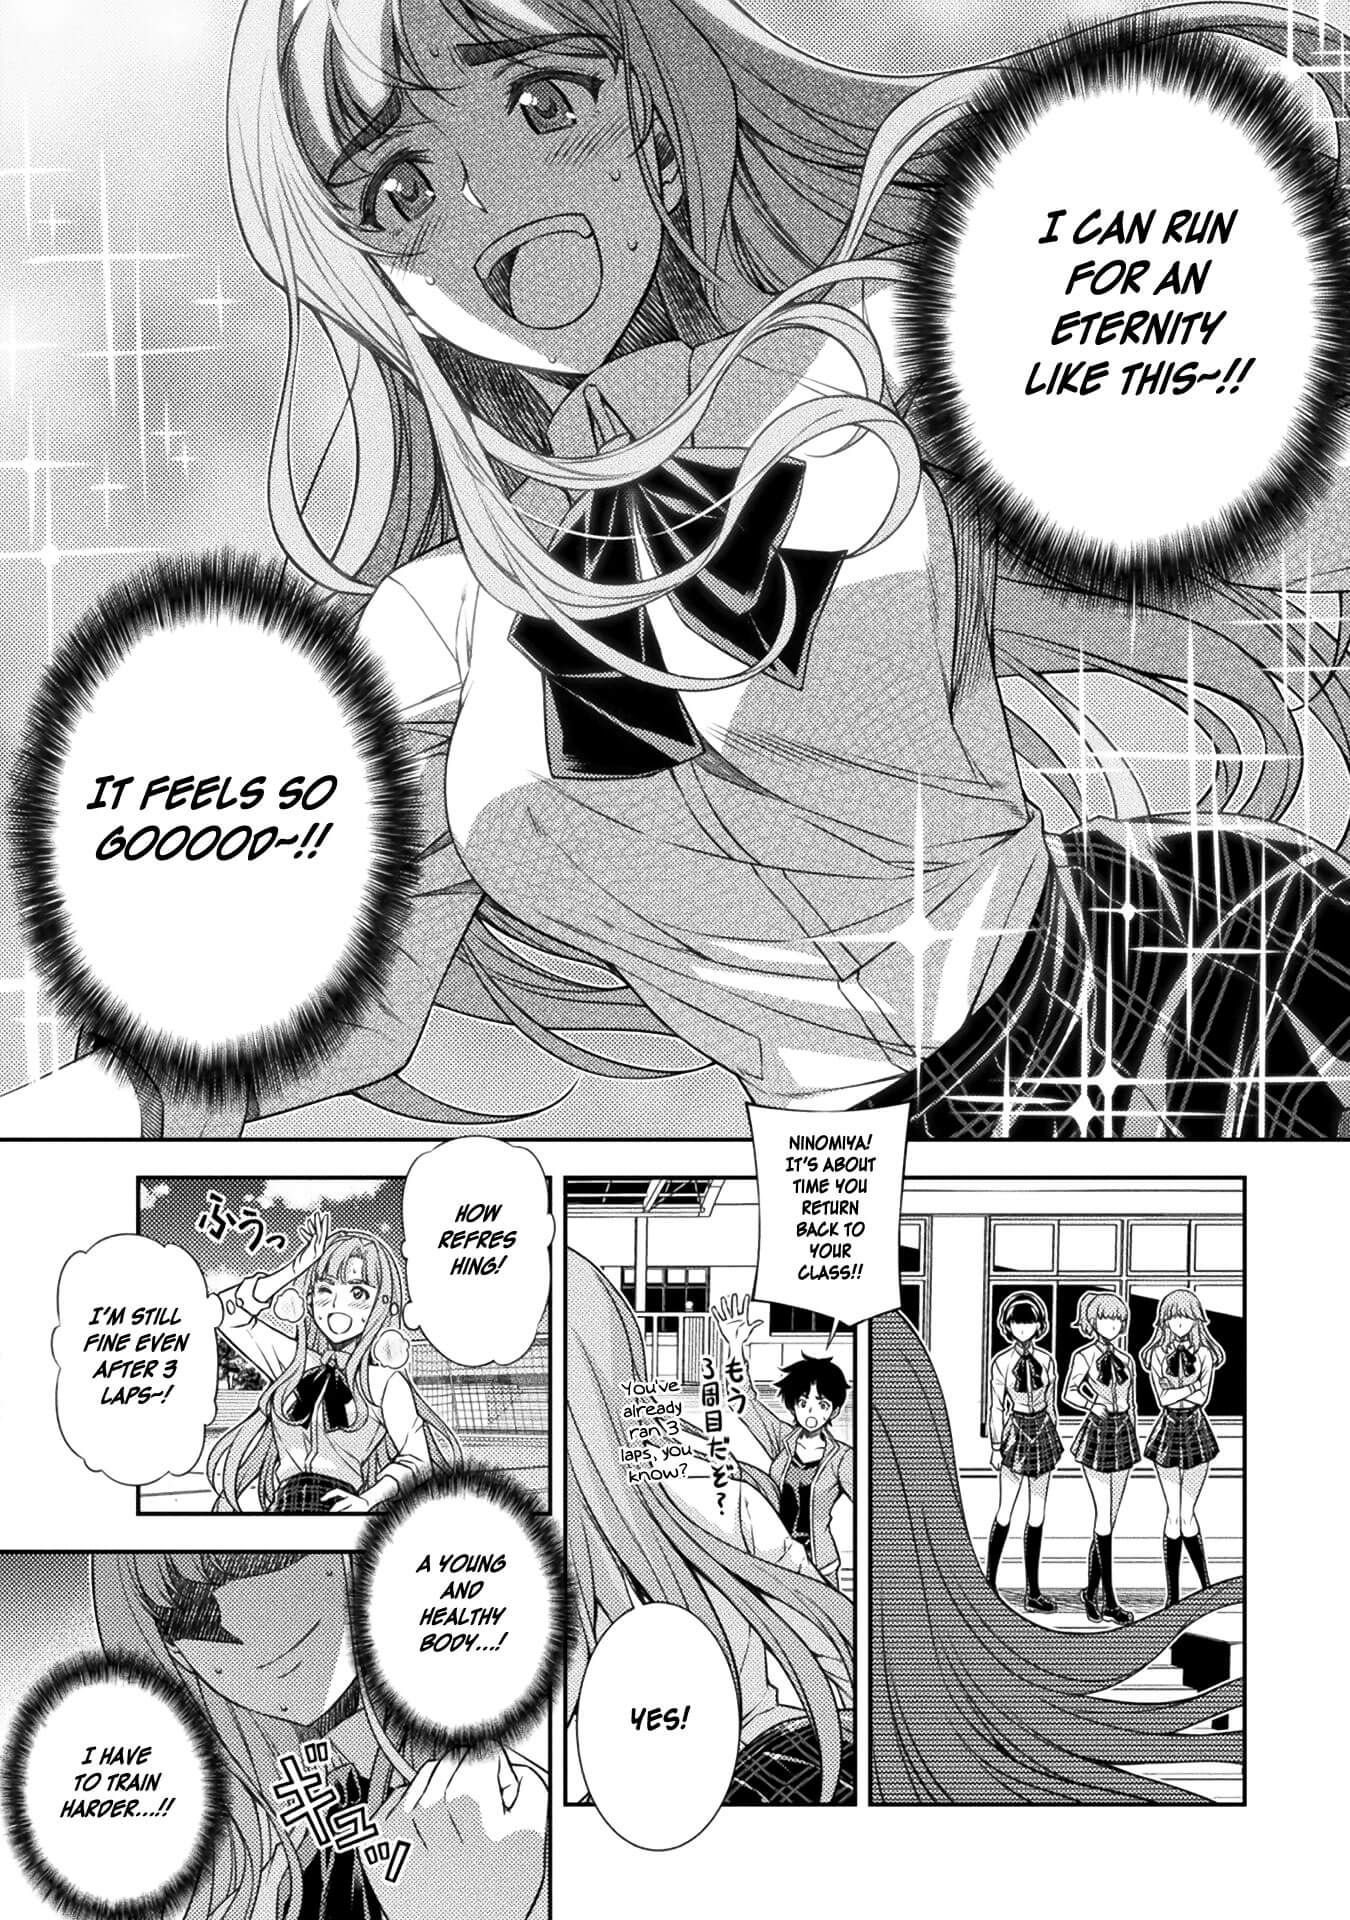 I CAN RUN
FOR AN
ETERNITY
LIKE THIS~!!
IT FEELS SO
GOOOOD~!!
NINOMIYA!
IT'S ABOUT
TIME YOU
RETURN
BACK TO
YOUR
CLASS!!
もう
3周目だぞ?
You've
already
ran 3
laps, you
know?
YES!
HOW
REFRES
HING!
ふぅっ
I'M STILL
FINE EVEN
AFTER 3
LAPS~!
A YOUNG
AND
HEALTHY
BODY...!
I HAVE
TO TRAIN
HARDER...!!
ギュッ